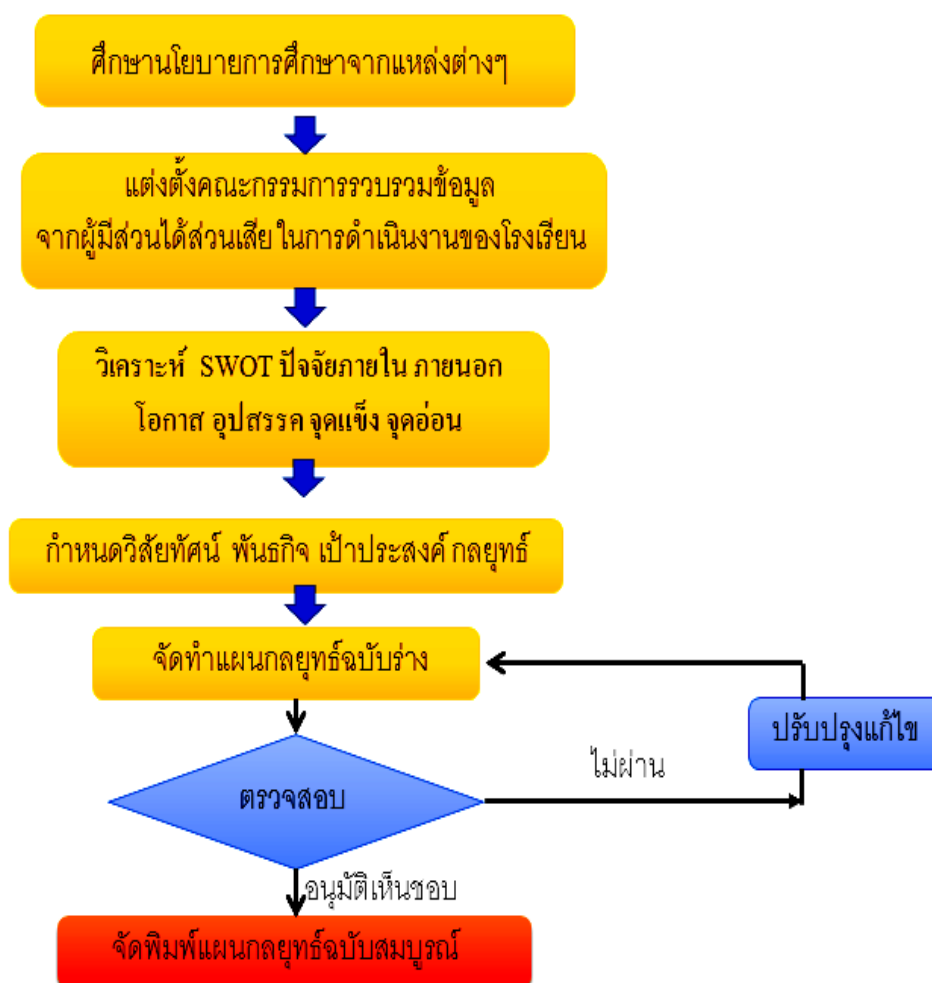 ศึกษานโยบายการศึกษาจากแหล่งต่างๆ
แต่งตั้งคณะกรรมการรวบรวมข้อมูล
จากผู้มีส่วนได้ส่วนเสีย ในการดำเนินงานของโรงเรียน
วิเคราะห์ SWOT ปัจจัยภายใน ภายนอก
โอกาส อุปสรรค จุดแข็ง จุดอ่อน
กำหนดวิสัยทัศน์ พันธกิจ เป้าประสงค์ กลยุทธ์
จัดทำแผนกลยุทธ์ฉบับร่าง
ปรับปรุงแก้ไข
ไม่ผ่าน
ตรวจสอบ
อนุมัติเห็นชอบ
จัดพิมพ์แผนกลยุทธ์ฉบับสมบูรณ์